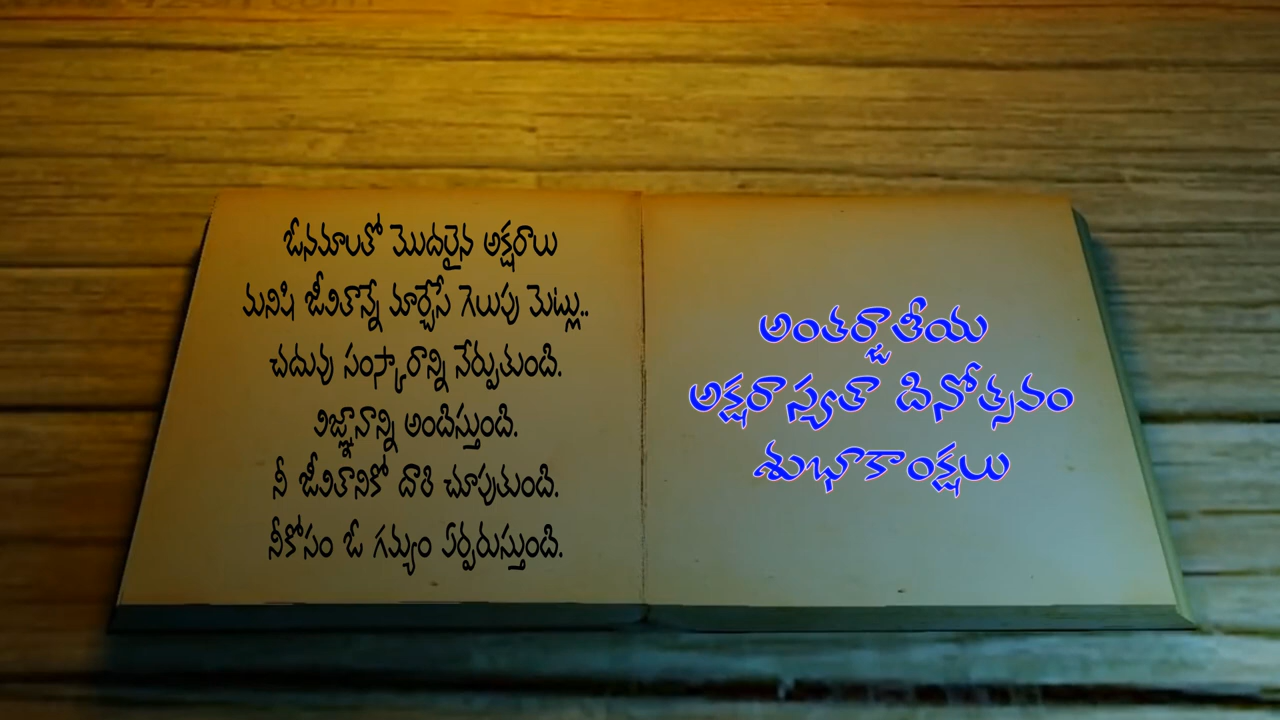 ఓనమాలతో మొదలైన అక్షరాలు
మనిషి జీవితాన్నే మార్చేసే గెలుపు మెట్లు..
చదువు సంస్కారాన్ని నేర్పుతుంది.
విజ్ఞానాన్ని అందిస్తుంది.
నీ జీవితానికో దారి చూపుతుంది.
నీకోసం ఓ గమ్యం ఏర్పరుస్తుంది.
అంతర్జాతీయ
అక్షరాస్యతా దినోత్సవం
శుభాకాంక్షలు